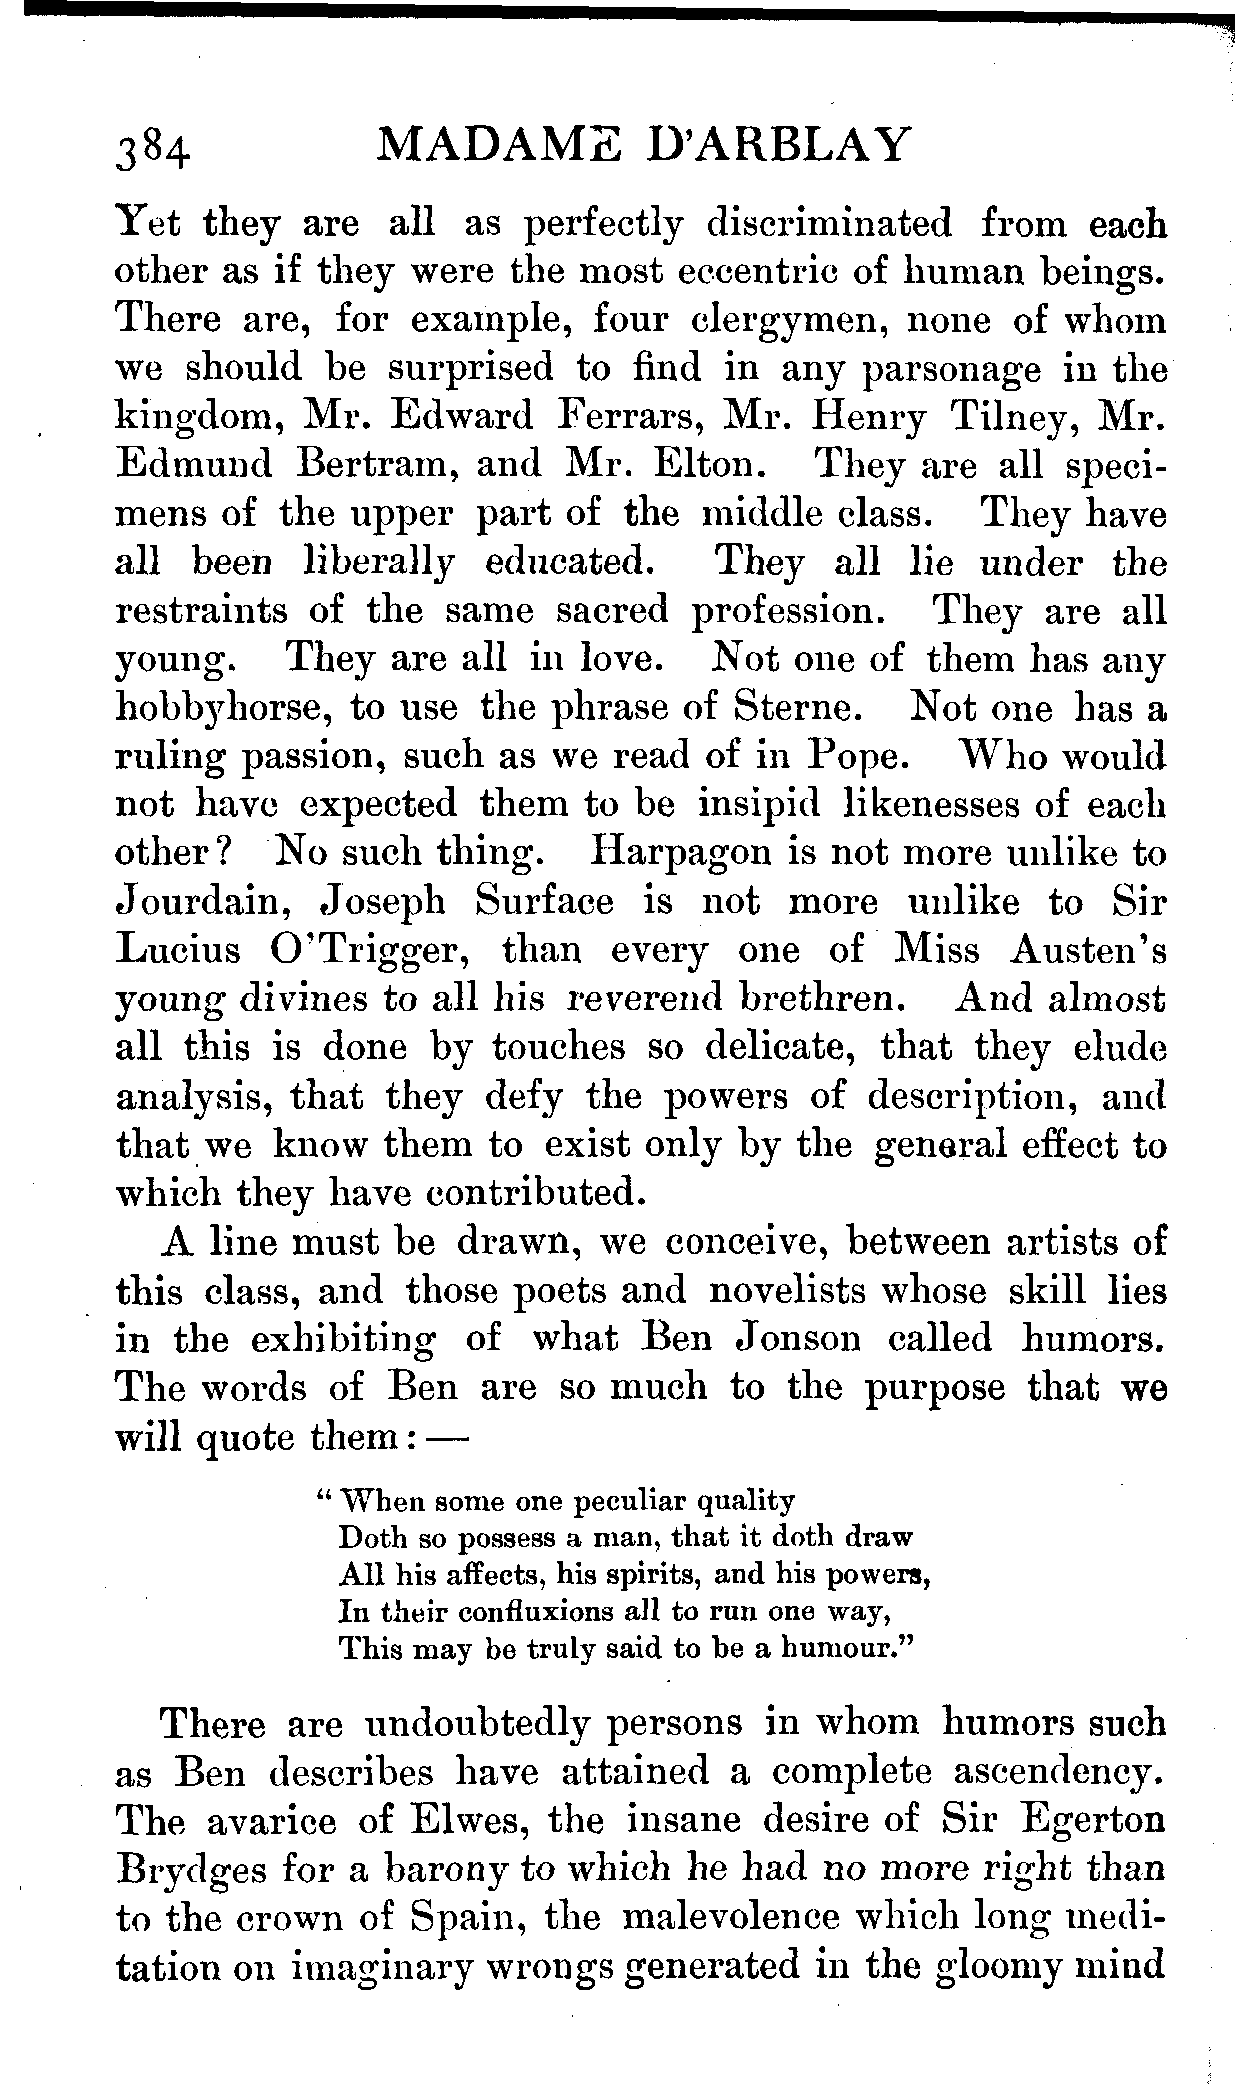 384 MADAME D'ARBLAY
Yet they are all as perfectly discriminated from each
other as if they were the most eccentric of human beings.
There are, for example, four clergymen, none of whom
we should be surprised to find in any parsonage in the
kingdom, Mr. Edward Ferrars, Mr. Henry Tilney, Mr.
Edmund Bertram, and Mr. Elton. They are all speci-
mens of the upper part of the middle class. They have
all been liberally educated. They all lie under the
restraints of the same sacred profession. They are all
young. They are all in love. Not one of them has any
hobbyhorse, to use the phrase of Sterne. Not one has a
ruling passion, such as we read of in Pope. Who would
not have expected them to be insipid likenesses of each
other? No such thing. Harpagon is not more unlike to
Jourdain, Joseph Surface is not more unlike to Sir
Lucius O'Trigger, than every one of Miss Austen's
young divines to all his reverend brethren. And almost
all this is done by touches so delicate, that they elude
analysis, that they defy the powers of description, and
that we know them to exist only by the general effect to
which they have contributed.
A line must be drawn, we conceive, between artists of
this class, and those poets and novelists whose skill lies
in the exhibiting of what Ben Jonson called humors.
The words of Ben are so much to the purpose that we
will quote them: —
"When some one peculiar quality
Doth so possess a man, that it doth draw
All his affects, his spirits, and his powers,
In their confluxions all to run one way,
This may be truly said to be a humour."
There are undoubtedly persons in whom humors such
as Ben describes have attained a complete ascendency.
The avarice of Elwes, the insane desire of Sir Egerton
Brydges for a barony to which he had no more right than
to the crown of Spain, the malevolence which long medi-
tation on imaginary wrongs generated in the gloomy mind